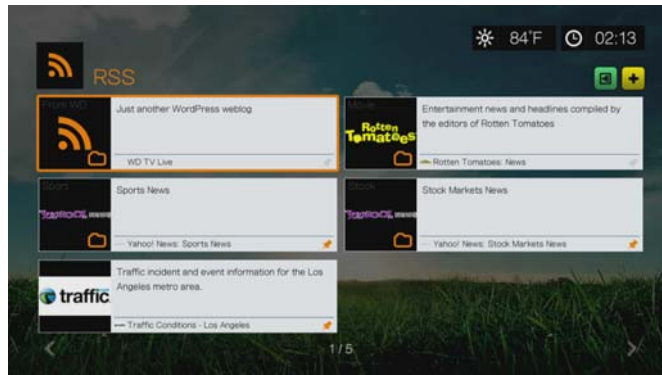 84°F 02:13
RSS
From WD
Just another WordPress weblog
WD TV Live
Movie
Rotten
Tomatoes
Entertainment news and headlines compiled by
the editors of Rotten Tomatoes
Rotten Tomatoes: News
Sport
Sports News
Yahoo! News: Sports News
Stock
Stock Markets News
Yahoo! News: Stock Markets News
traffic.
Traffic incident and event information for the Los
Angeles metro area.
Traffic Conditions - Los Angeles
1/5